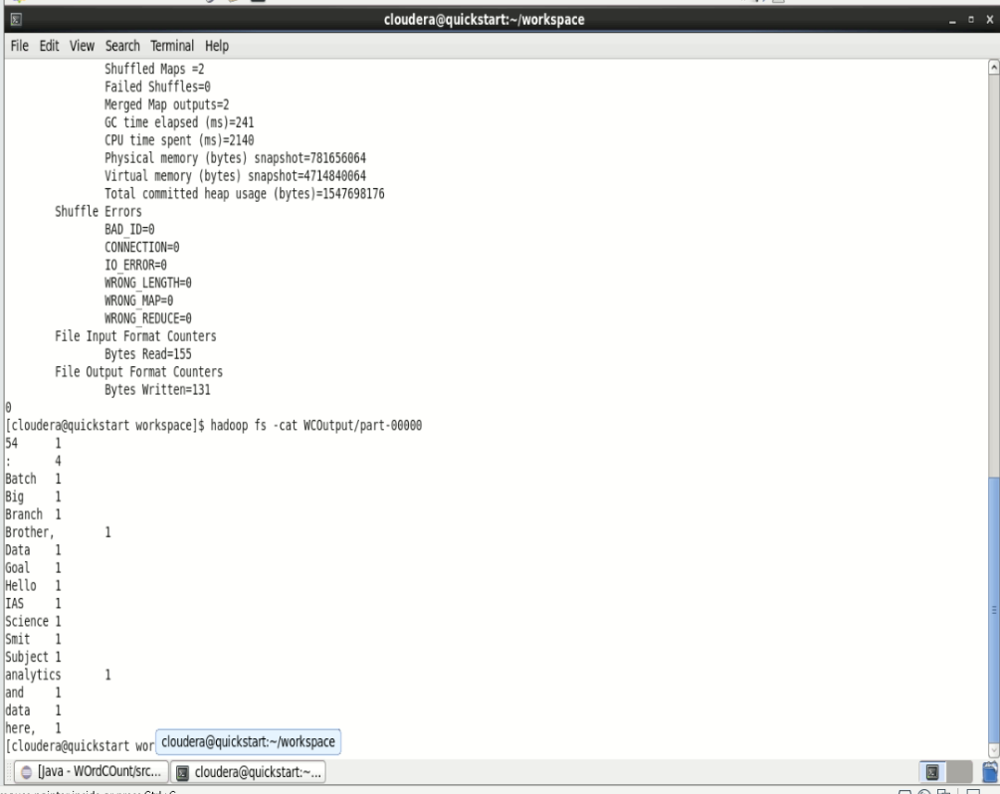 cloudera@quickstart:~/workspace
File Edit View Search Terminal Help
Shuffled Maps =2
Failed Shuffles=0
Merged Map outputs=2
GC time elapsed (ms)=241
CPU time spent (ms)=2140
Physical memory (bytes) snapshot=781656064
Virtual memory (bytes) snapshot=4714840064
Total committed heap usage (bytes)=1547698176
Shuffle Errors
BAD_ID=0
CONNECTION=0
IO_ERROR=0
WRONG_LENGTH=0
WRONG_MAP=0
WRONG_REDUCE=0
File Input Format Counters
Bytes Read=155
File Output Format Counters
Bytes Written=131
0
[cloudera@quickstart workspace]$ hadoop fs -cat WCOutput/part-00000
54 1
: 4
Batch 1
Big 1
Branch 1
Brother, 1
Data 1
Goal 1
Hello 1
IAS 1
Science 1
Smit 1
Subject 1
analytics 1
and 1
data 1
here, 1
[cloudera@quickstart wor
cloudera@quickstart:~/workspace
[Java - WOrdCOunt/src...
cloudera@quickstart:~...